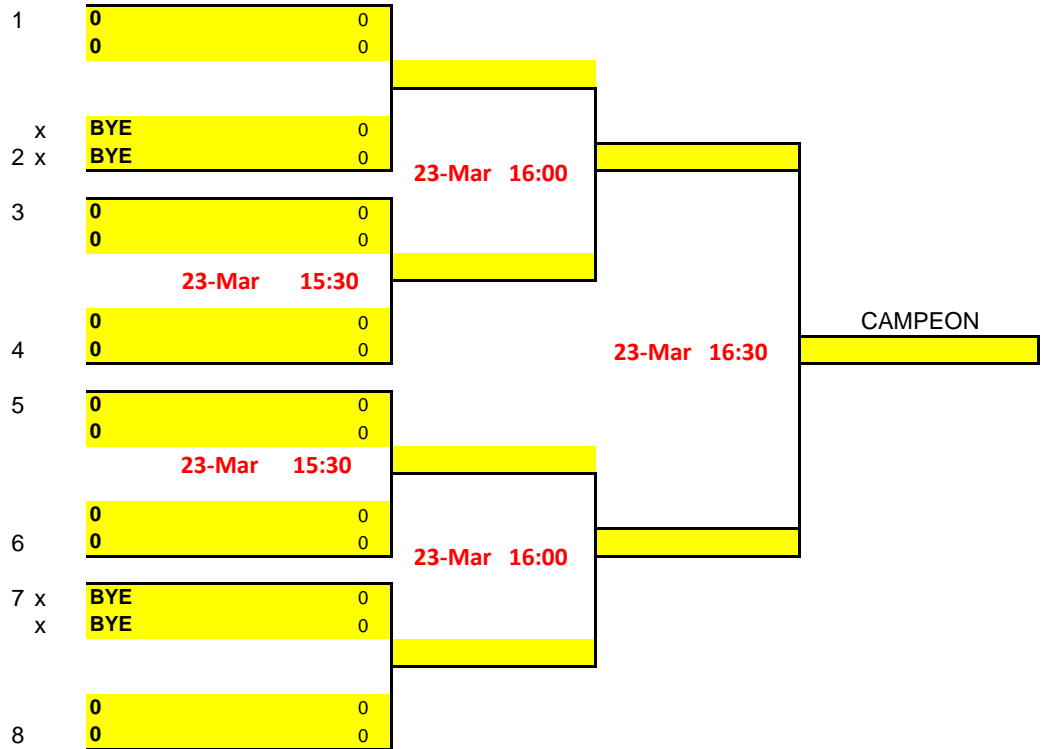 1 0 0
0 0
x BYE 0
2 x BYE 0
23-Mar 16:00
3 0 0
0 0
23-Mar 15:30
0 0
CAMPEON
4 0 0
23-Mar 16:30
5 0 0
0 0
23-Mar 15:30
0 0
6 0 0
23-Mar 16:00
7 x BYE 0
x BYE 0
0 0
8 0 0